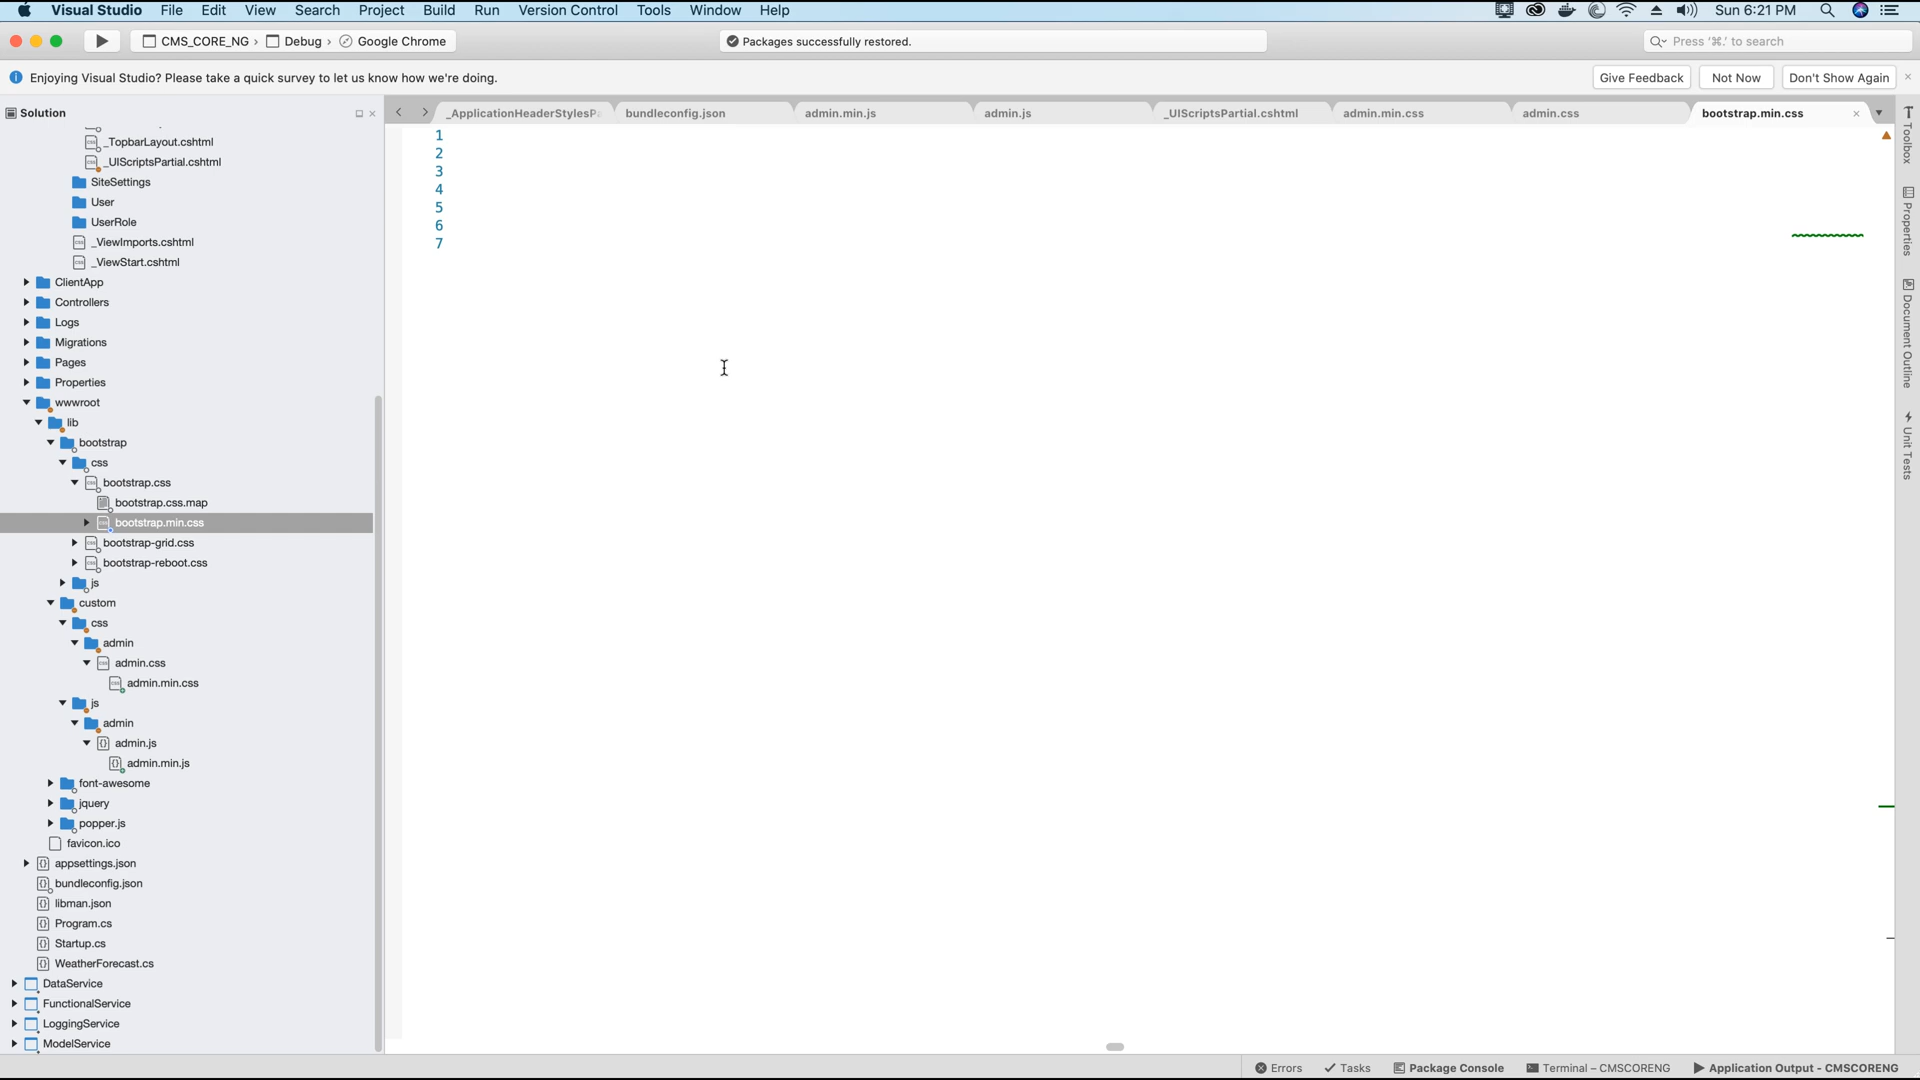 Visual Studio File Edit View Search Project Build Run Version Control Tools Window Help Sun 6:21 PM
CMS_CORE_NG › Debug › Google Chrome Packages successfully restored. Press '⌘.' to search
Enjoying Visual Studio? Please take a quick survey to let us know how we're doing. Give Feedback Not Now Don't Show Again
Solution
_ApplicationHeaderStylesP bundleconfig.json admin.min.js admin.js _UIScriptsPartial.cshtml admin.min.css admin.css bootstrap.min.css
_TopbarLayout.cshtml
_UIScriptsPartial.cshtml
SiteSettings
User
UserRole
_ViewImports.cshtml
_ViewStart.cshtml
ClientApp
Controllers
Logs
Migrations
Pages
Properties
wwwroot
lib
bootstrap
css
bootstrap.css
bootstrap.css.map
bootstrap.min.css
bootstrap-grid.css
bootstrap-reboot.css
js
custom
css
admin
admin.css
admin.min.css
js
admin
admin.js
admin.min.js
font-awesome
jquery
popper.js
favicon.ico
appsettings.json
bundleconfig.json
libman.json
Program.cs
Startup.cs
WeatherForecast.cs
DataService
FunctionalService
LoggingService
ModelService
1
2
3
4
5
6
7
Toolbox
Properties
Document Outline
Unit Tests
Errors Tasks Package Console Terminal – CMSCORENG Application Output - CMSCORENG